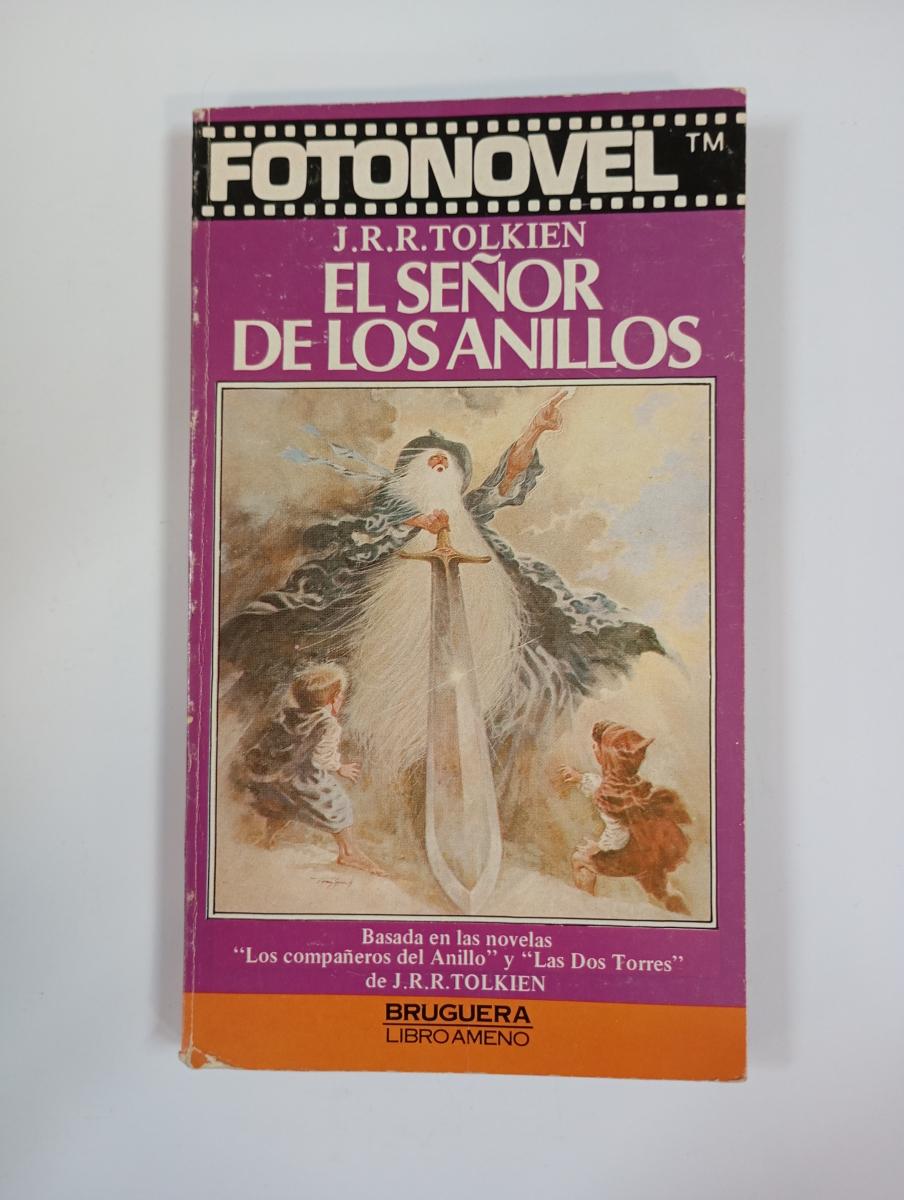 FOTONOVEL™
J.R.R.TOLKIEN
EL SEÑOR
DE LOS ANILLOS
Basada en las novelas
“Los compañeros del Anillo” y “Las Dos Torres”
de J.R.R.TOLKIEN
BRUGUERA
LIBRO AMENO